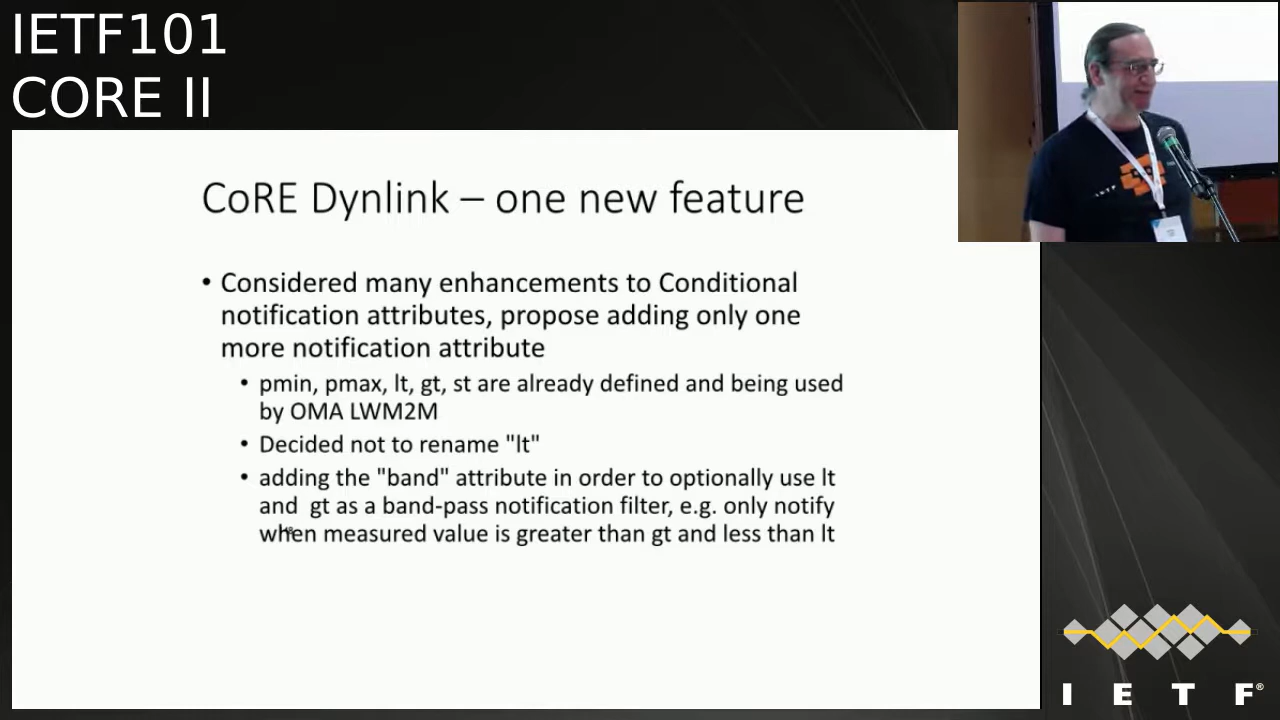 IETF101
CORE II
CoRE Dynlink – one new feature
• Considered many enhancements to Conditional
notification attributes, propose adding only one
more notification attribute
• pmin, pmax, lt, gt, st are already defined and being used
by OMA LWM2M
• Decided not to rename "lt"
• adding the "band" attribute in order to optionally use lt
and gt as a band-pass notification filter, e.g. only notify
when measured value is greater than gt and less than lt
I E T F®